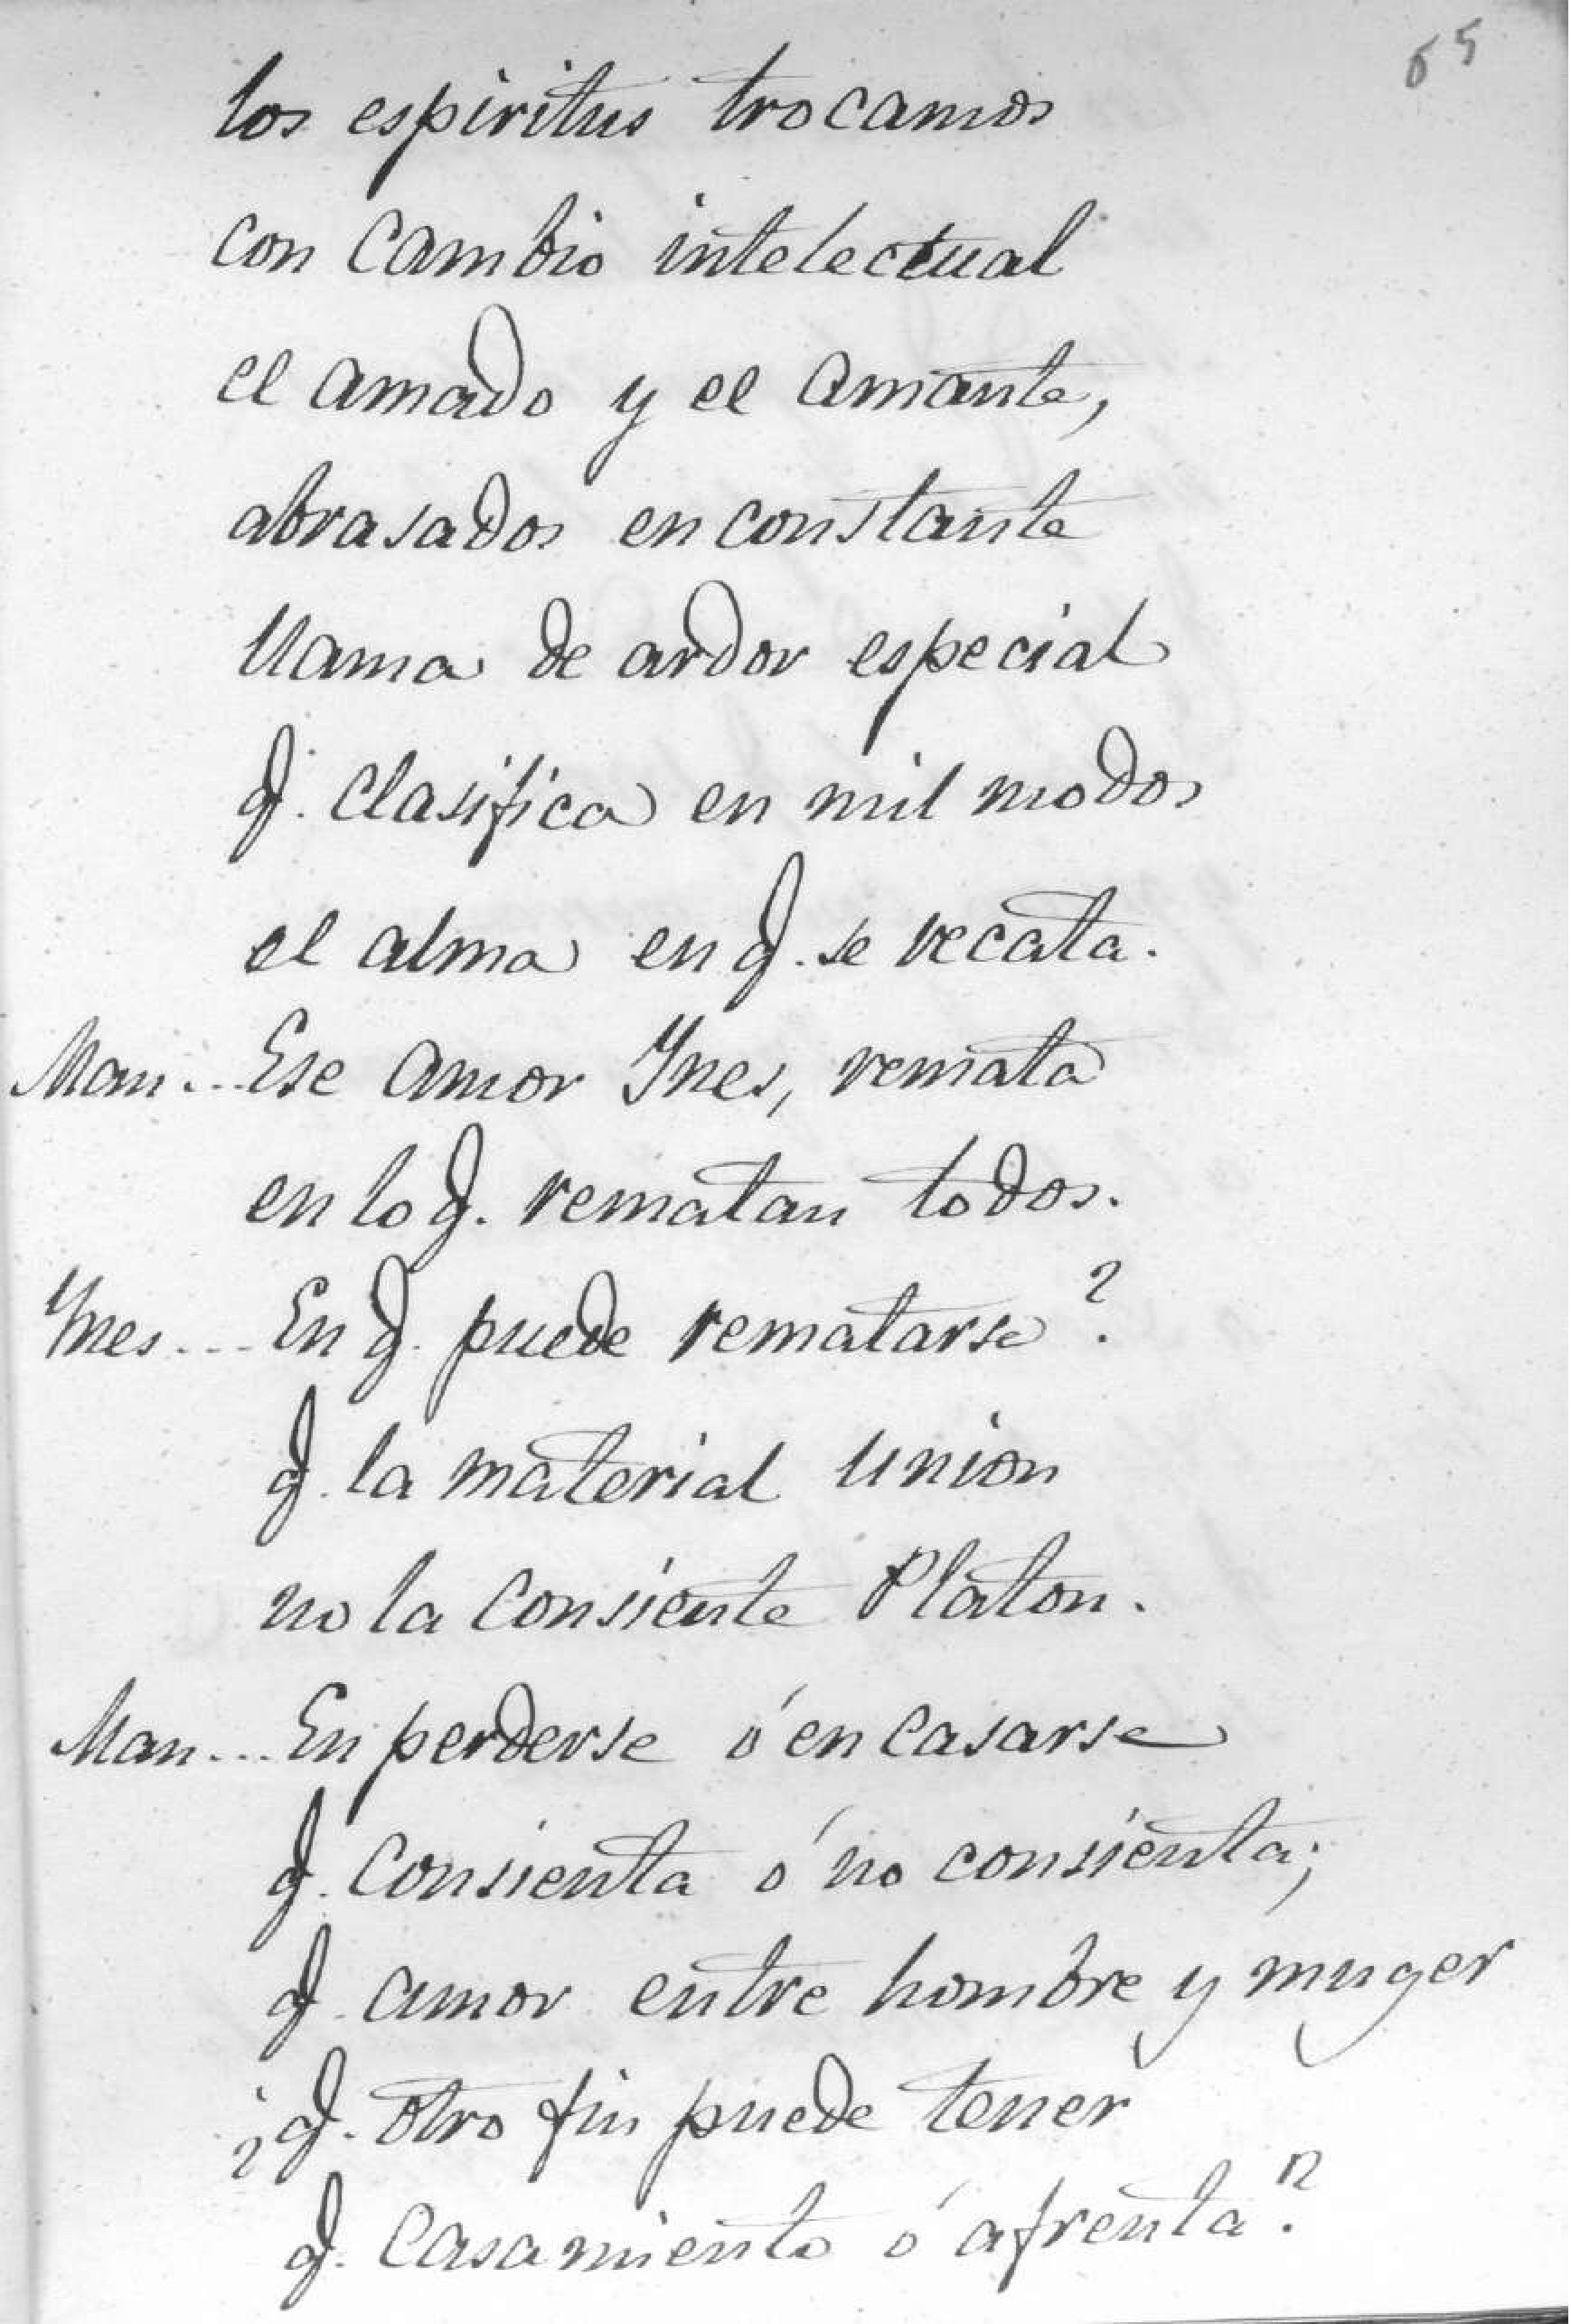 65
los espiritus trocamos
con cambio intelectual
el amado y el amante,
abrasados en constante
llama de ardor especial
q. clasifica en mil modos
el alma en q. se recata.
Man... Ese amor Ynes, remata
en lo q. rematan todos.
Ynes... En q. puede rematarse?
q. la material union
no la consiente Platon.
Man... En perderse ó en casarse
q. consienta ó no consienta;
q. amor entre hombre y muger
¿q. otro fin puede tener
q. casamiento ó afrenta?